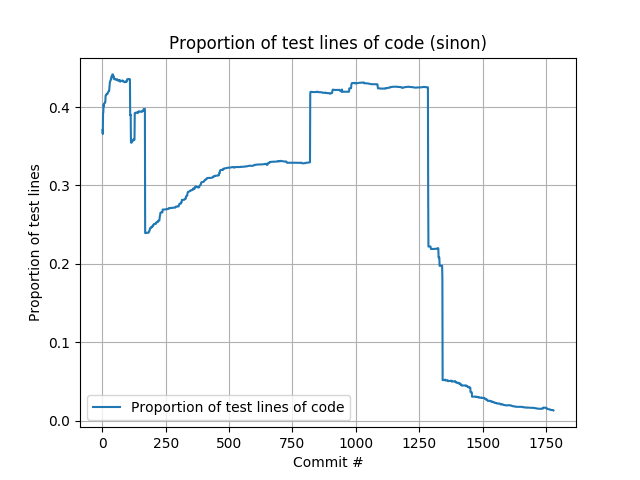 Proportion of test lines of code (sinon)
Proportion of test lines
0.4
0.3
0.2
0.1
0.0
Proportion of test lines of code
0 250 500 750 1000 1250 1500 1750
Commit #